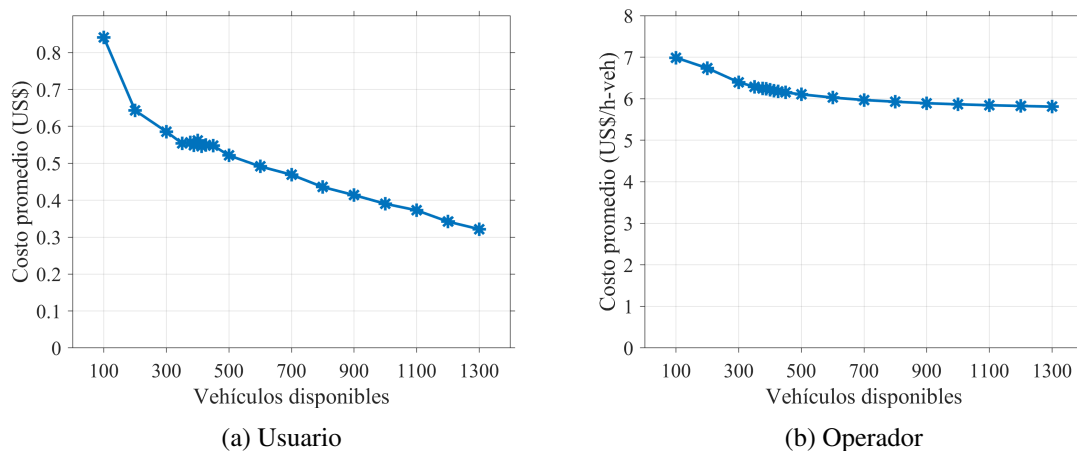 Costo promedio (US$)
0.8
0.7
0.6
0.5
0.4
0.3
0.2
0.1
0
100 300 500 700 900 1100 1300
Vehículos disponibles
(a) Usuario
Costo promedio (US$/h-veh)
8
7
6
5
4
3
2
1
0
100 300 500 700 900 1100 1300
Vehículos disponibles
(b) Operador